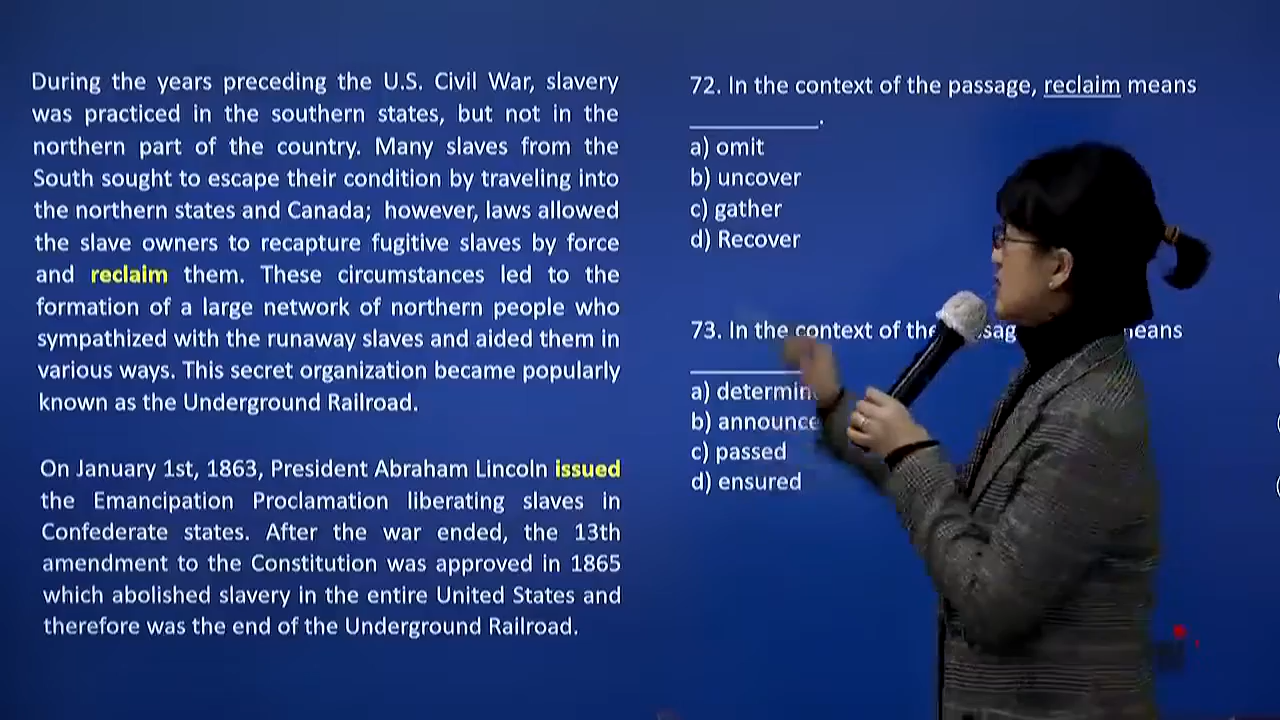 During the years preceding the U.S. Civil War, slavery
was practiced in the southern states, but not in the
northern part of the country. Many slaves from the
South sought to escape their condition by traveling into
the northern states and Canada; however, laws allowed
the slave owners to recapture fugitive slaves by force
and reclaim them. These circumstances led to the
formation of a large network of northern people who
sympathized with the runaway slaves and aided them in
various ways. This secret organization became popularly
known as the Underground Railroad.
On January 1st, 1863, President Abraham Lincoln issued
the Emancipation Proclamation liberating slaves in
Confederate states. After the war ended, the 13th
amendment to the Constitution was approved in 1865
which abolished slavery in the entire United States and
therefore was the end of the Underground Railroad.
72. In the context of the passage, reclaim means
__________.
a) omit
b) uncover
c) gather
d) Recover
73. In the context of the means
a)
b)
c) passed
d) ensured